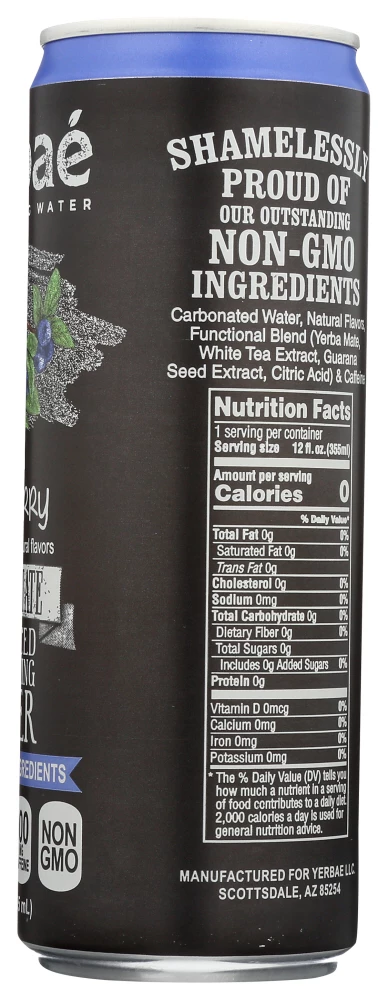 SHAMELESSLY
PROUD OF
OUR OUTSTANDING
NON-GMO
INGREDIENTS
Carbonated Water, Natural Flavors,
Functional Blend (Yerba Mate,
White Tea Extract, Guarana
Seed Extract, Citric Acid) & Caffeine
Nutrition Facts
1 serving per container
Serving size 12 fl. oz. (355ml)
Amount per serving
Calories 0
% Daily Value*
Total Fat 0g 0%
Saturated Fat 0g 0%
Trans Fat 0g
Cholesterol 0g 0%
Sodium 0mg 0%
Total Carbohydrate 0g 0%
Dietary Fiber 0g 0%
Total Sugars 0g
Includes 0g Added Sugars 0%
Protein 0g
Vitamin D 0mcg 0%
Calcium 0mg 0%
Iron 0mg 0%
Potassium 0mg 0%
* The % Daily Value (DV) tells you
how much a nutrient in a serving
of food contributes to a daily diet.
2,000 calories a day is used for
general nutrition advice.
MANUFACTURED FOR YERBAE LLC.
SCOTTSDALE, AZ 85254
aé
WATER
RRY
flavors
NON
GMO